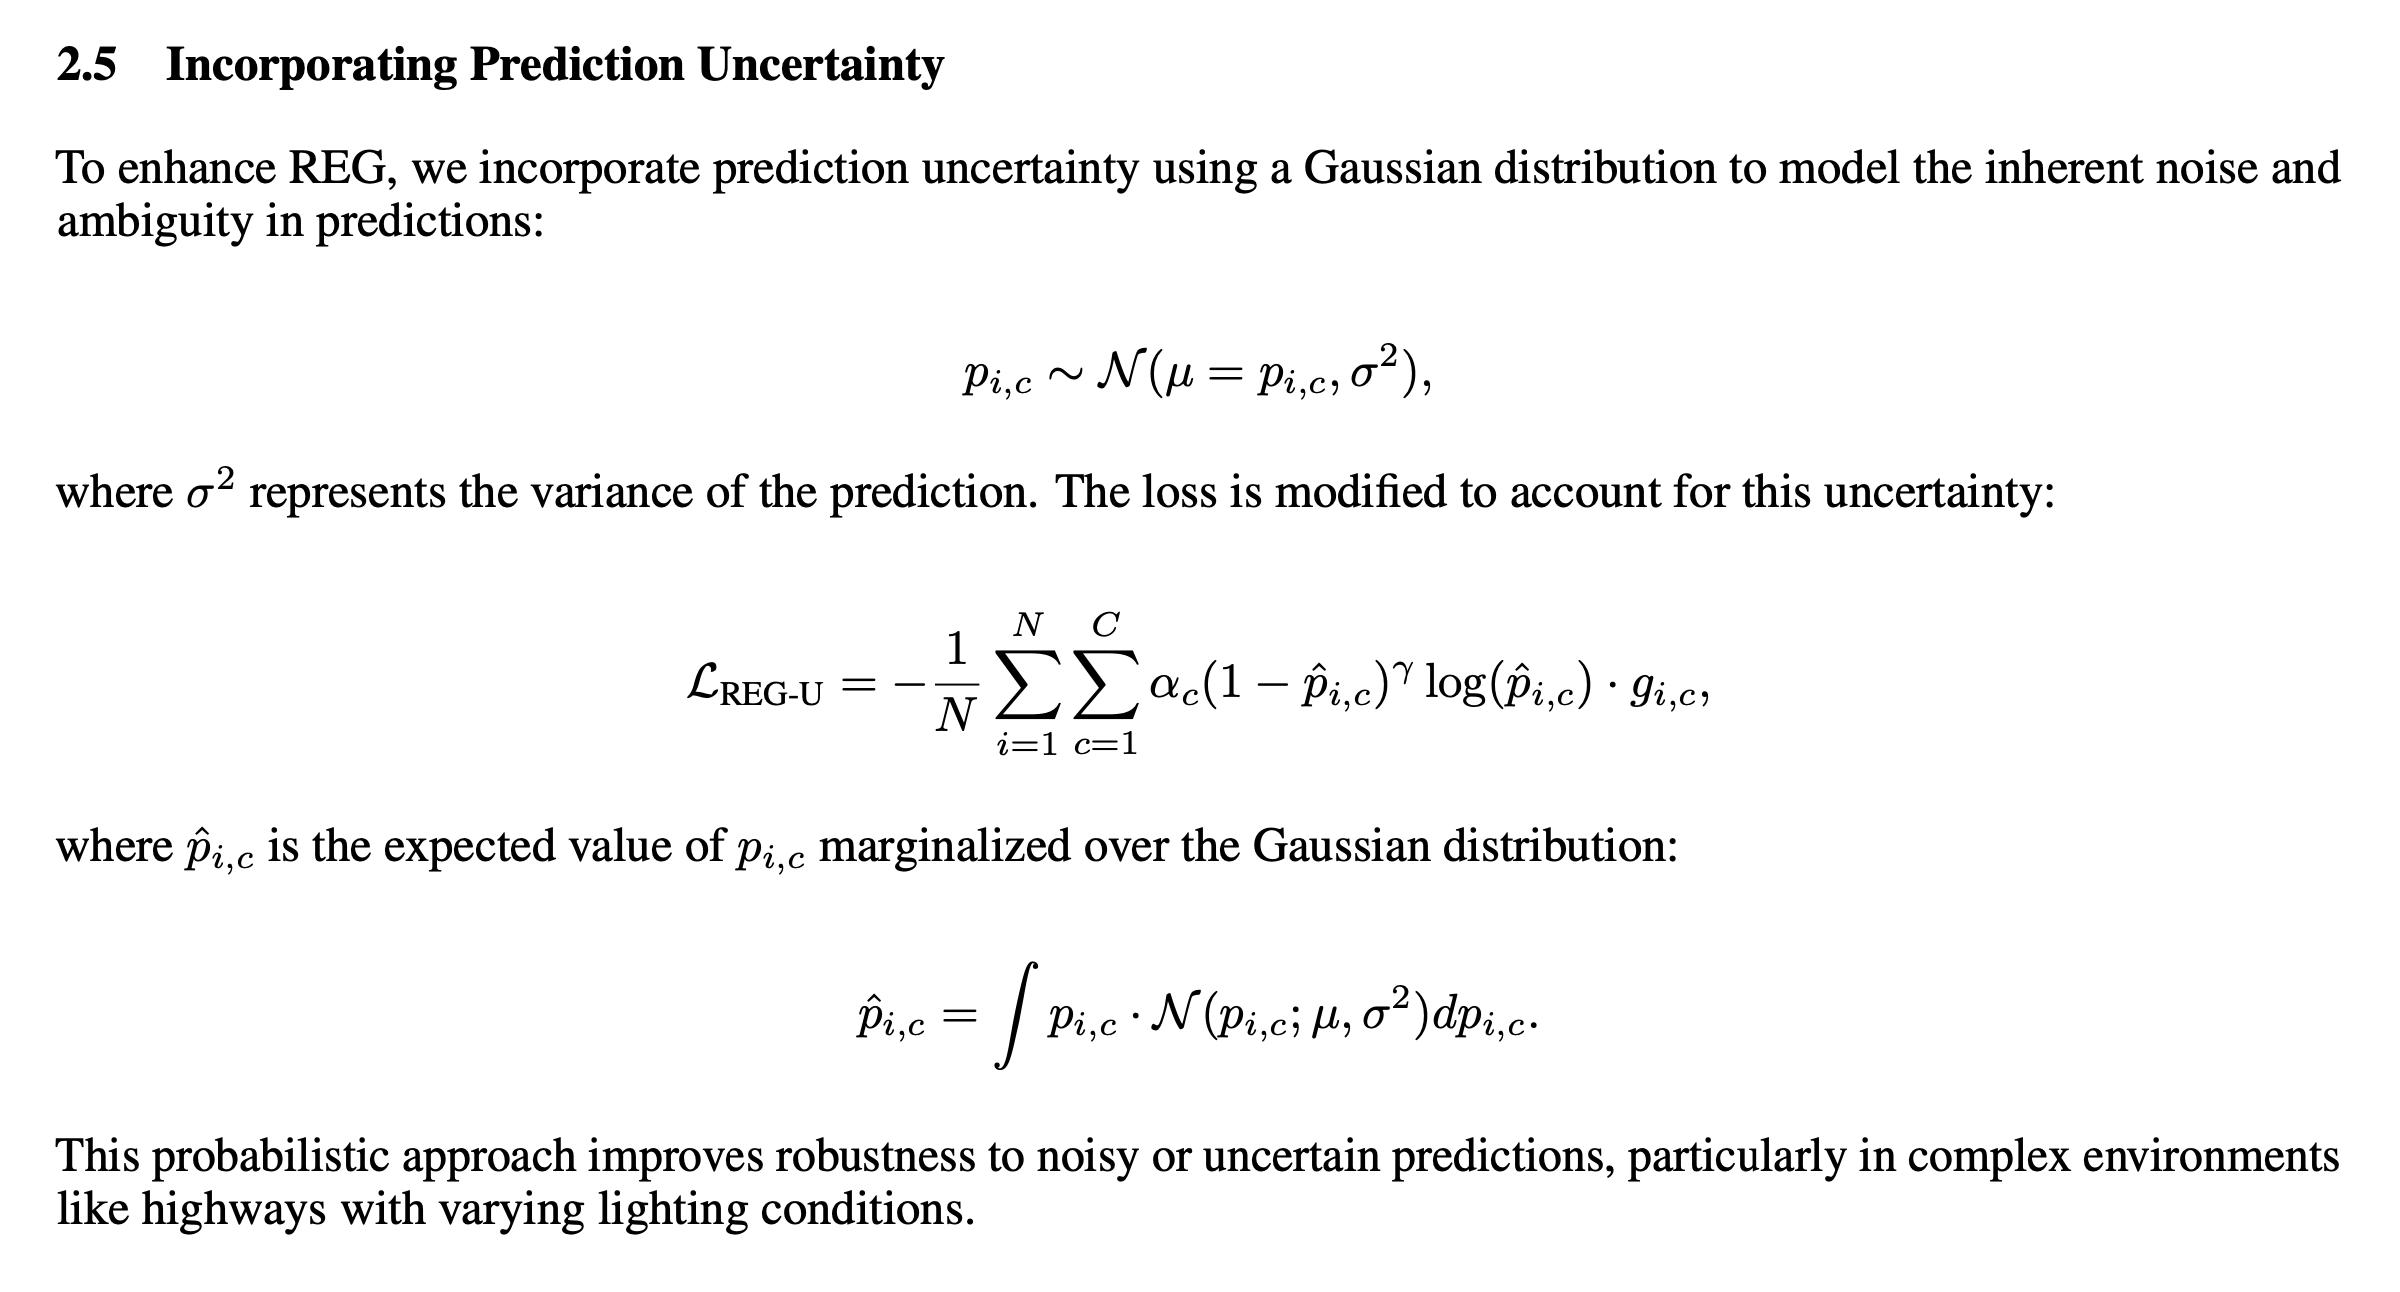 2.5 Incorporating Prediction Uncertainty
To enhance REG, we incorporate prediction uncertainty using a Gaussian distribution to model the inherent noise and
ambiguity in predictions:
$p_{i,c} \sim \mathcal{N}(\mu = p_{i,c}, \sigma^2),$
where $\sigma^2$ represents the variance of the prediction. The loss is modified to account for this uncertainty:
$\mathcal{L}_{\text{REG-U}} = -\frac{1}{N} \sum_{i=1}^{N} \sum_{c=1}^{C} \alpha_c (1 - \hat{p}_{i,c})^{\gamma} \log(\hat{p}_{i,c}) \cdot g_{i,c},$
where $\hat{p}_{i,c}$ is the expected value of $p_{i,c}$ marginalized over the Gaussian distribution:
$\hat{p}_{i,c} = \int p_{i,c} \cdot \mathcal{N}(p_{i,c}; \mu, \sigma^2) dp_{i,c}.$
This probabilistic approach improves robustness to noisy or uncertain predictions, particularly in complex environments
like highways with varying lighting conditions.